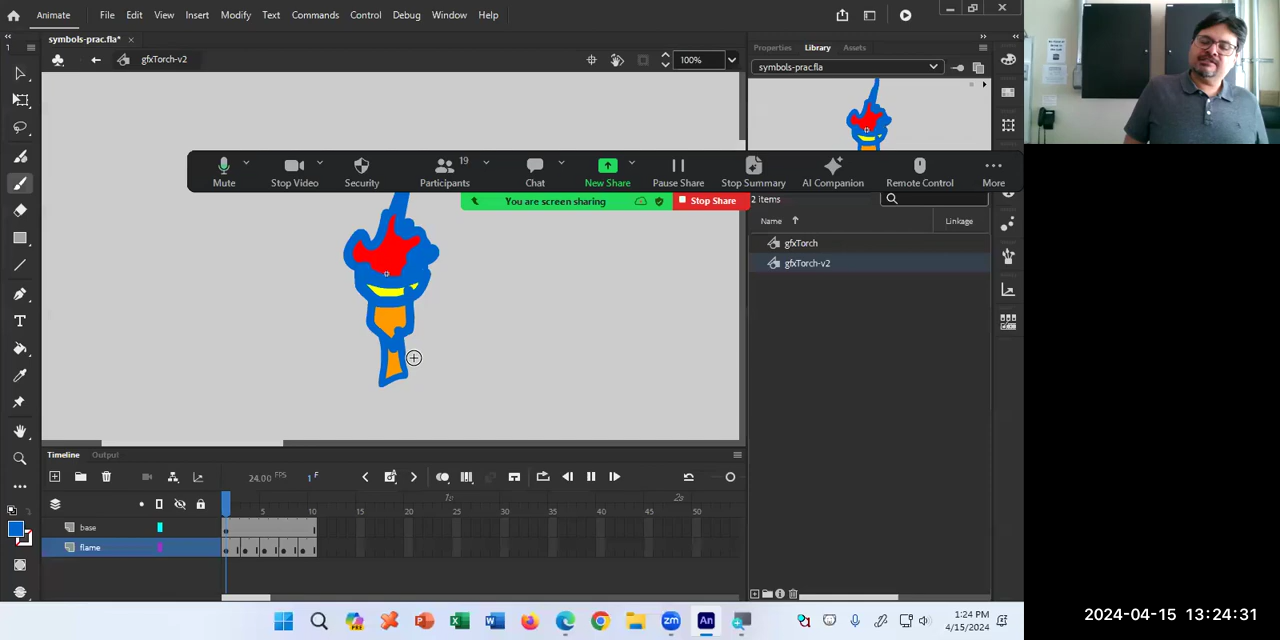 Animate File Edit View Insert Modify Text Commands Control Debug Window Help
symbols-prac.fla* ×
gfxTorch-v2 100%
Properties Library Assets
symbols-prac.fla
Mute Stop Video Security Participants 19 Chat New Share Pause Share Stop Summary AI Companion Remote Control More
You are screen sharing Stop Share
2 items
Name Linkage
gfxTorch
gfxTorch-v2
Timeline Output
24.00 FPS 1 F
1s 2s
5 10 15 20 25 30 35 40 45 50
base
flame
1:24 PM
4/15/2024
2024-04-15 13:24:31